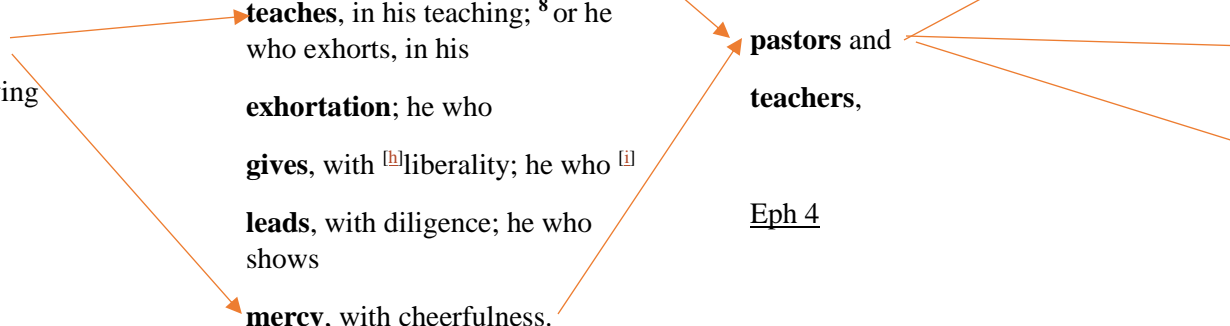 ing
teaches, in his teaching; 8 or he
who exhorts, in his
exhortation; he who
gives, with [h]liberality; he who [i]
leads, with diligence; he who
shows
mercy, with cheerfulness.
pastors and
teachers,
Eph 4